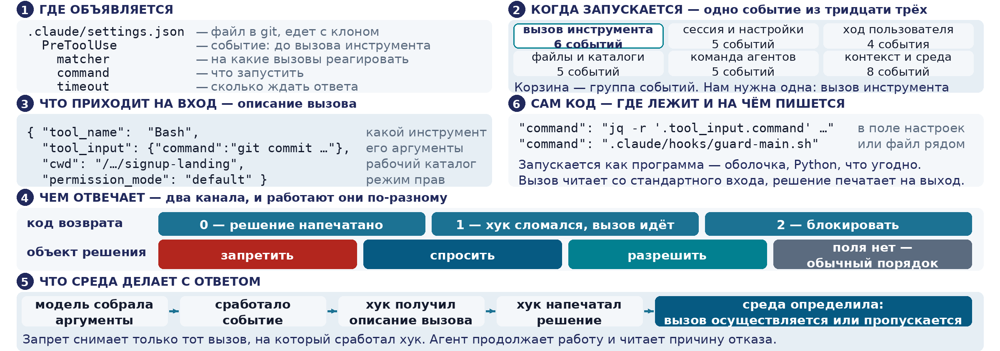 1 ГДЕ ОБЪЯВЛЯЕТСЯ
.claude/settings.json — файл в git, едет с клоном
PreToolUse — событие: до вызова инструмента
matcher — на какие вызовы реагировать
command — что запустить
timeout — сколько ждать ответа
2 КОГДА ЗАПУСКАЕТСЯ — одно событие из тридцати трёх
вызов инструмента
6 событий
сессия и настройки
5 событий
ход пользователя
4 события
файлы и каталоги
5 событий
команда агентов
5 событий
контекст и среда
8 событий
Корзина — группа событий. Нам нужна одна: вызов инструмента
3 ЧТО ПРИХОДИТ НА ВХОД — описание вызова
{ "tool_name": "Bash", какой инструмент
"tool_input": {"command":"git commit …"}, его аргументы
"cwd": "/…/signup-landing", рабочий каталог
"permission_mode": "default" } режим прав
6 САМ КОД — ГДЕ ЛЕЖИТ И НА ЧЁМ ПИШЕТСЯ
"command": "jq -r '.tool_input.command' …" в поле настроек
"command": ".claude/hooks/guard-main.sh" или файл рядом
Запускается как программа — оболочка, Python, что угодно.
Вызов читает со стандартного входа, решение печатает на выход.
4 ЧЕМ ОТВЕЧАЕТ — два канала, и работают они по-разному
код возврата
0 — решение напечатано
1 — хук сломался, вызов идёт
2 — блокировать
объект решения
запретить
спросить
разрешить
поля нет —
обычный порядок
5 ЧТО СРЕДА ДЕЛАЕТ С ОТВЕТОМ
модель собрала
аргументы
сработало
событие
хук получил
описание вызова
хук напечатал
решение
среда определила:
вызов осуществляется или пропускается
Запрет снимает только тот вызов, на который сработал хук. Агент продолжает работу и читает причину отказа.